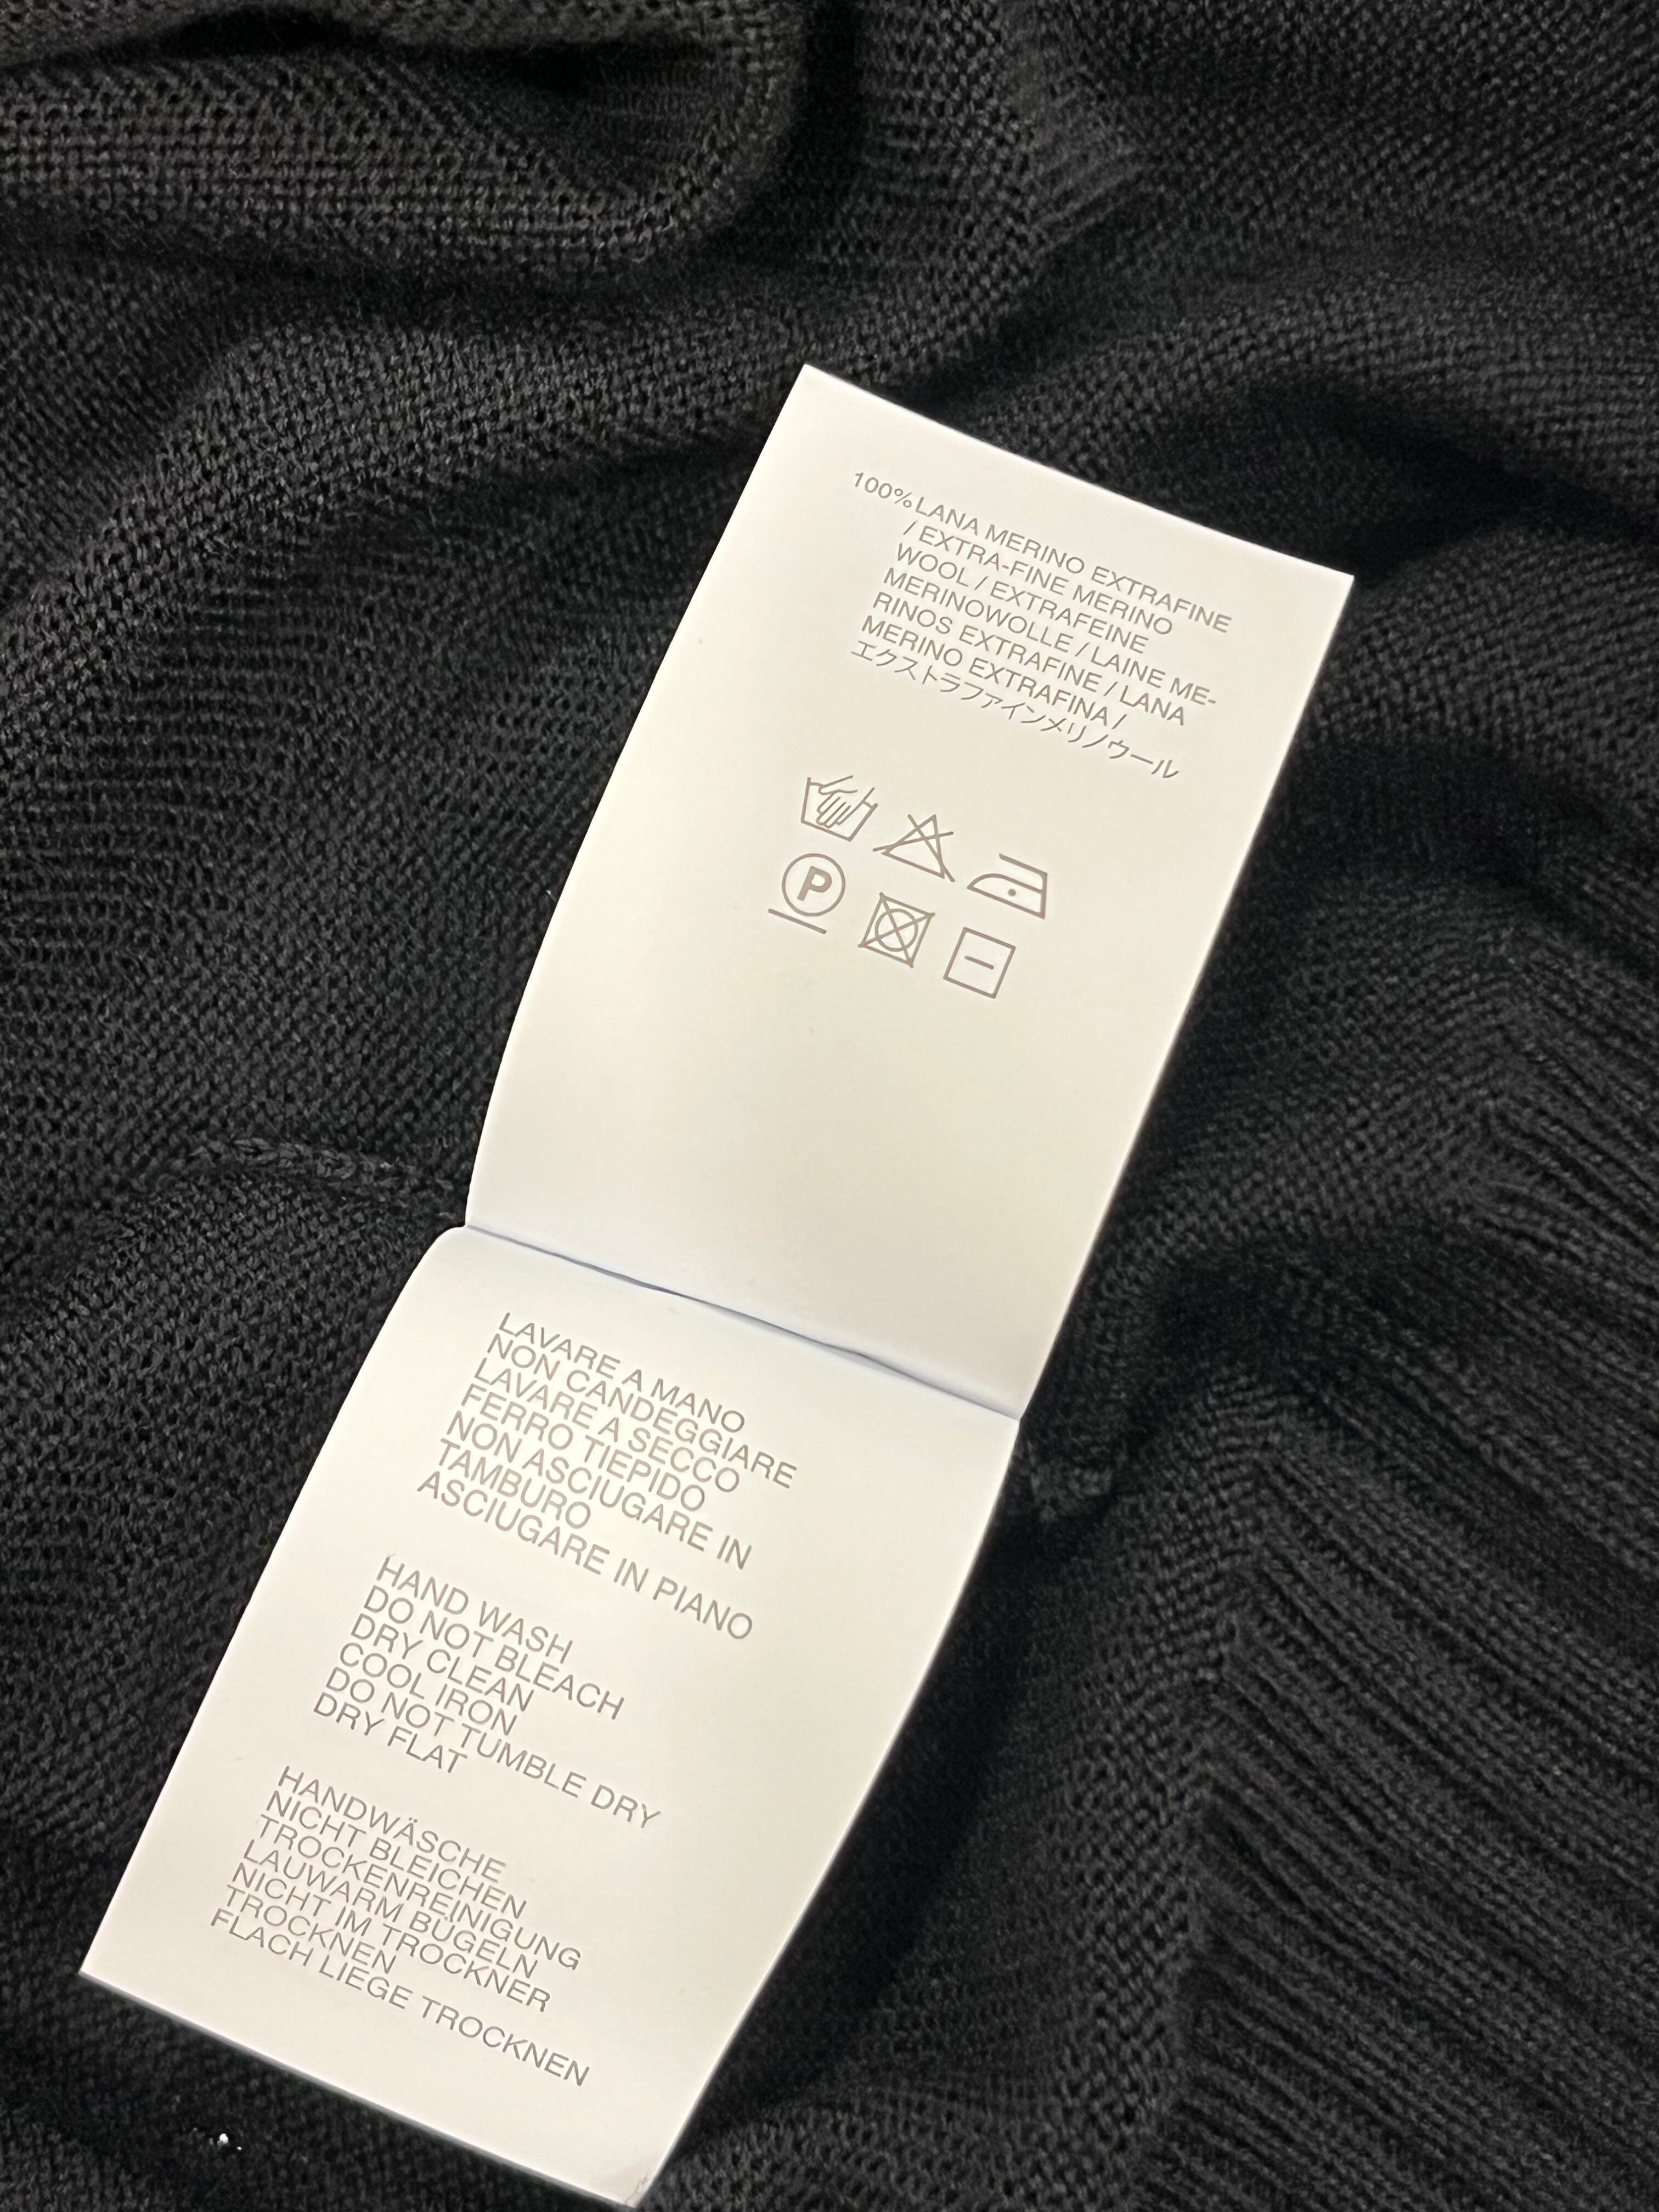 100% LANA MERINO EXTRAFINE
/ EXTRA-FINE MERINO
WOOL / EXTRAFEINE
MERINOWOLLE / LAINE ME-
RINOS EXTRAFINE / LANA
MERINO EXTRAFINA /
エクストラファインメリノウール
P
LAVARE A MANO
NON CANDEGGIARE
LAVARE A SECCO
FERRO TIEPIDO
NON ASCIUGARE IN
TAMBURO
ASCIUGARE IN PIANO
HAND WASH
DO NOT BLEACH
DRY CLEAN
COOL IRON
DO NOT TUMBLE DRY
DRY FLAT
HANDWÄSCHE
NICHT BLEICHEN
TROCKENREINIGUNG
LAUWARM BÜGELN
NICHT IM TROCKNER
TROCKNEN
FLACH LIEGE TROCKNEN